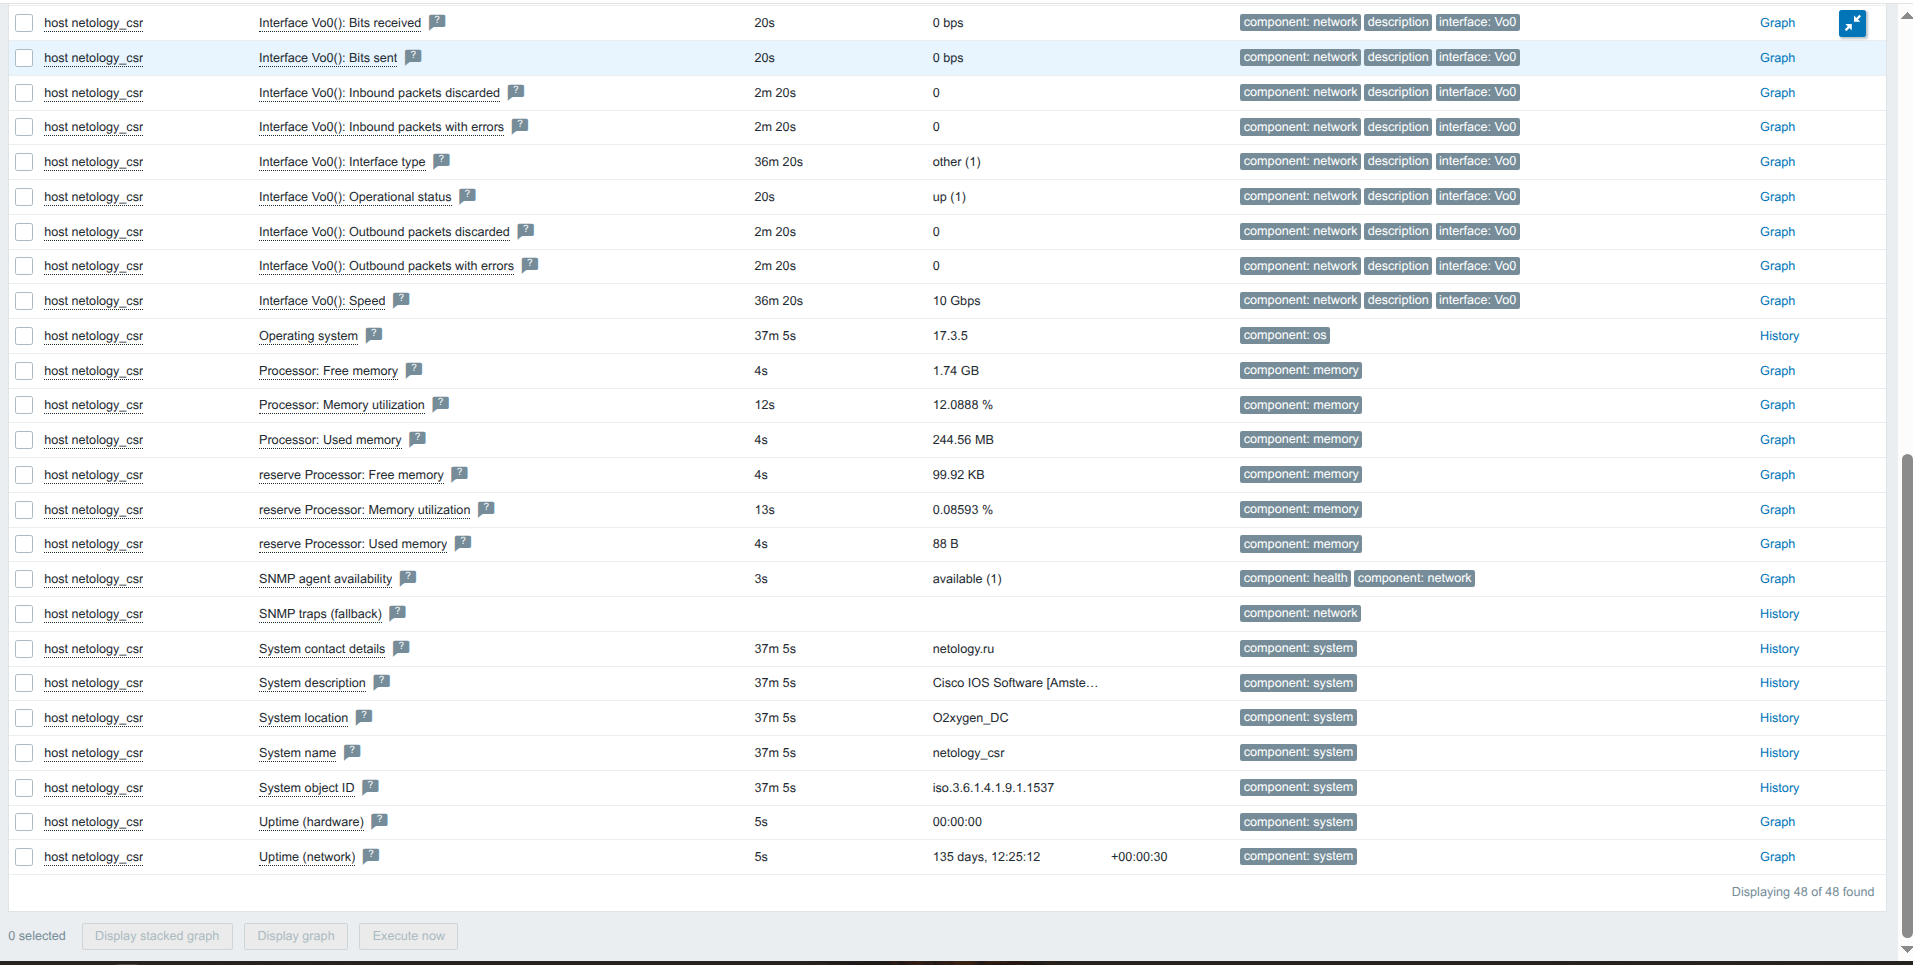 host netology_csr Interface Vo0(): Bits received ? 20s 0 bps component: network description interface: Vo0 Graph
host netology_csr Interface Vo0(): Bits sent ? 20s 0 bps component: network description interface: Vo0 Graph
host netology_csr Interface Vo0(): Inbound packets discarded ? 2m 20s 0 component: network description interface: Vo0 Graph
host netology_csr Interface Vo0(): Inbound packets with errors ? 2m 20s 0 component: network description interface: Vo0 Graph
host netology_csr Interface Vo0(): Interface type ? 36m 20s other (1) component: network description interface: Vo0 Graph
host netology_csr Interface Vo0(): Operational status ? 20s up (1) component: network description interface: Vo0 Graph
host netology_csr Interface Vo0(): Outbound packets discarded ? 2m 20s 0 component: network description interface: Vo0 Graph
host netology_csr Interface Vo0(): Outbound packets with errors ? 2m 20s 0 component: network description interface: Vo0 Graph
host netology_csr Interface Vo0(): Speed ? 36m 20s 10 Gbps component: network description interface: Vo0 Graph
host netology_csr Operating system ? 37m 5s 17.3.5 component: os History
host netology_csr Processor: Free memory ? 4s 1.74 GB component: memory Graph
host netology_csr Processor: Memory utilization ? 12s 12.0888 % component: memory Graph
host netology_csr Processor: Used memory ? 4s 244.56 MB component: memory Graph
host netology_csr reserve Processor: Free memory ? 4s 99.92 KB component: memory Graph
host netology_csr reserve Processor: Memory utilization ? 13s 0.08593 % component: memory Graph
host netology_csr reserve Processor: Used memory ? 4s 88 B component: memory Graph
host netology_csr SNMP agent availability ? 3s available (1) component: health component: network Graph
host netology_csr SNMP traps (fallback) ? component: network History
host netology_csr System contact details ? 37m 5s netology.ru component: system History
host netology_csr System description ? 37m 5s Cisco IOS Software [Amste… component: system History
host netology_csr System location ? 37m 5s O2xygen_DC component: system History
host netology_csr System name ? 37m 5s netology_csr component: system History
host netology_csr System object ID ? 37m 5s iso.3.6.1.4.1.9.1.1537 component: system History
host netology_csr Uptime (hardware) ? 5s 00:00:00 component: system Graph
host netology_csr Uptime (network) ? 5s 135 days, 12:25:12 +00:00:30 component: system Graph
Displaying 48 of 48 found
0 selected Display stacked graph Display graph Execute now